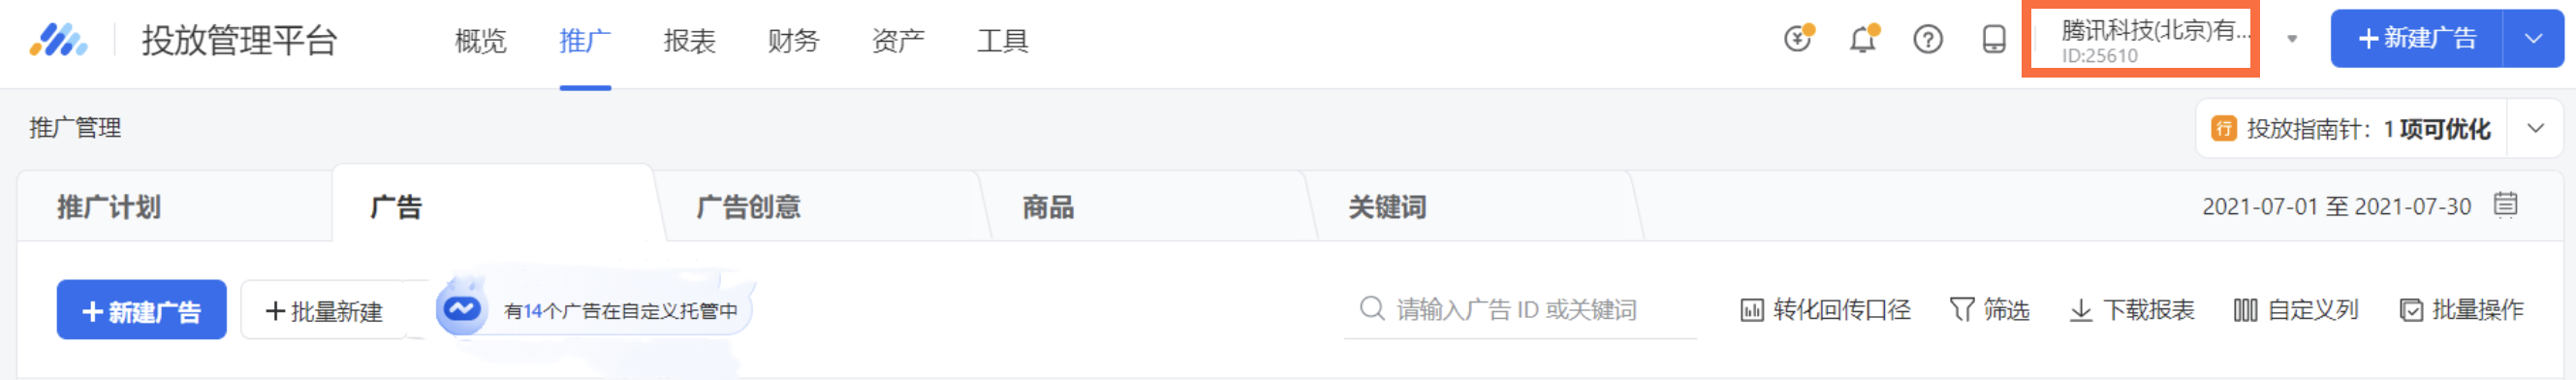 投放管理平台 概览 推广 报表 财务 资产 工具 腾讯科技(北京)有... +新建广告
ID:25610
推广管理 行 投放指南针：1 项可优化
推广计划 广告 广告创意 商品 关键词 2021-07-01 至 2021-07-30
+新建广告 +批量新建 有14个广告在自定义托管中 请输入广告 ID 或关键词 转化回传口径 筛选 下载报表 自定义列 批量操作